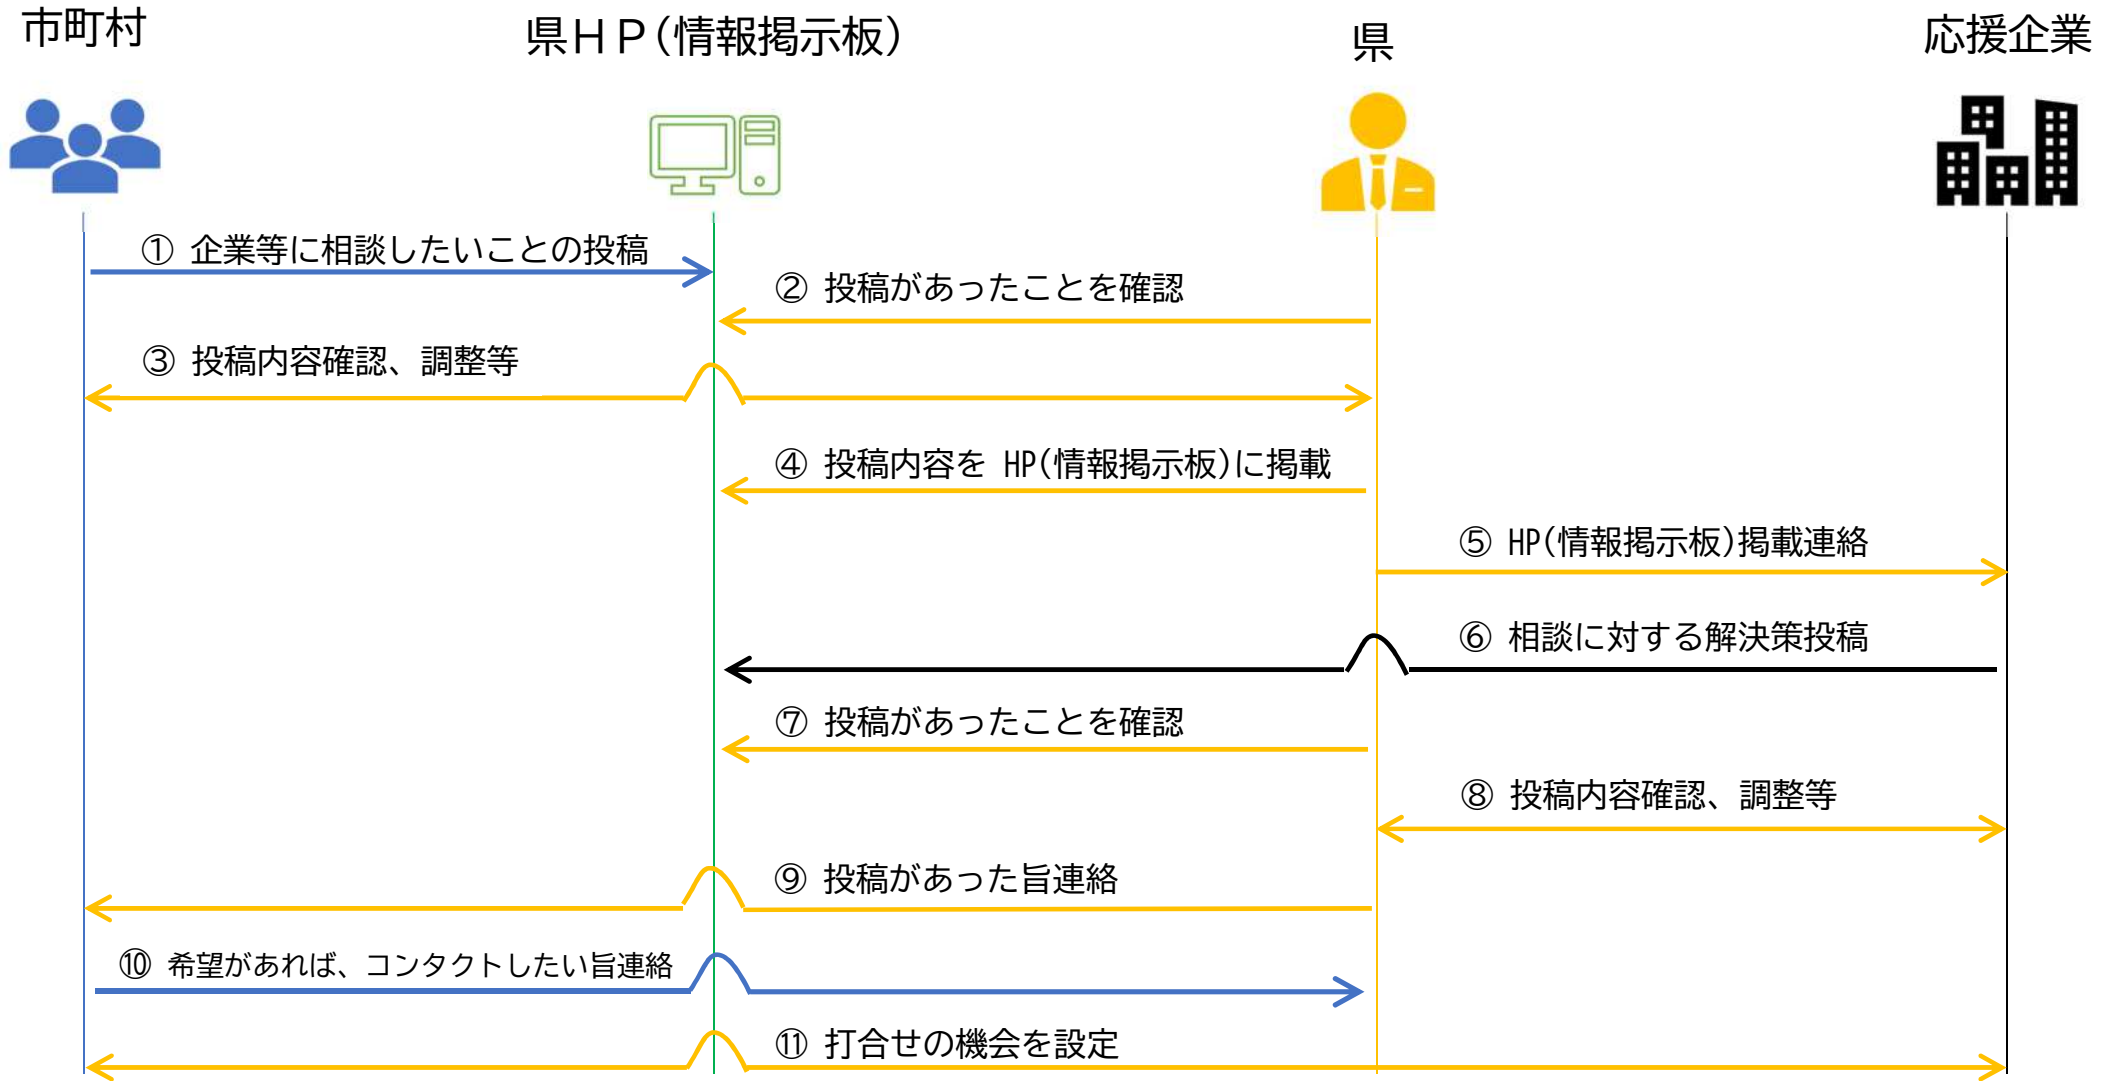 市町村
県HP(情報掲示板)
県
応援企業
① 企業等に相談したいことの投稿
② 投稿があったことを確認
③ 投稿内容確認、調整等
④ 投稿内容を HP(情報掲示板)に掲載
⑤ HP(情報掲示板)掲載連絡
⑥ 相談に対する解決策投稿
⑦ 投稿があったことを確認
⑧ 投稿内容確認、調整等
⑨ 投稿があった旨連絡
⑩ 希望があれば、コンタクトしたい旨連絡
⑪ 打合せの機会を設定